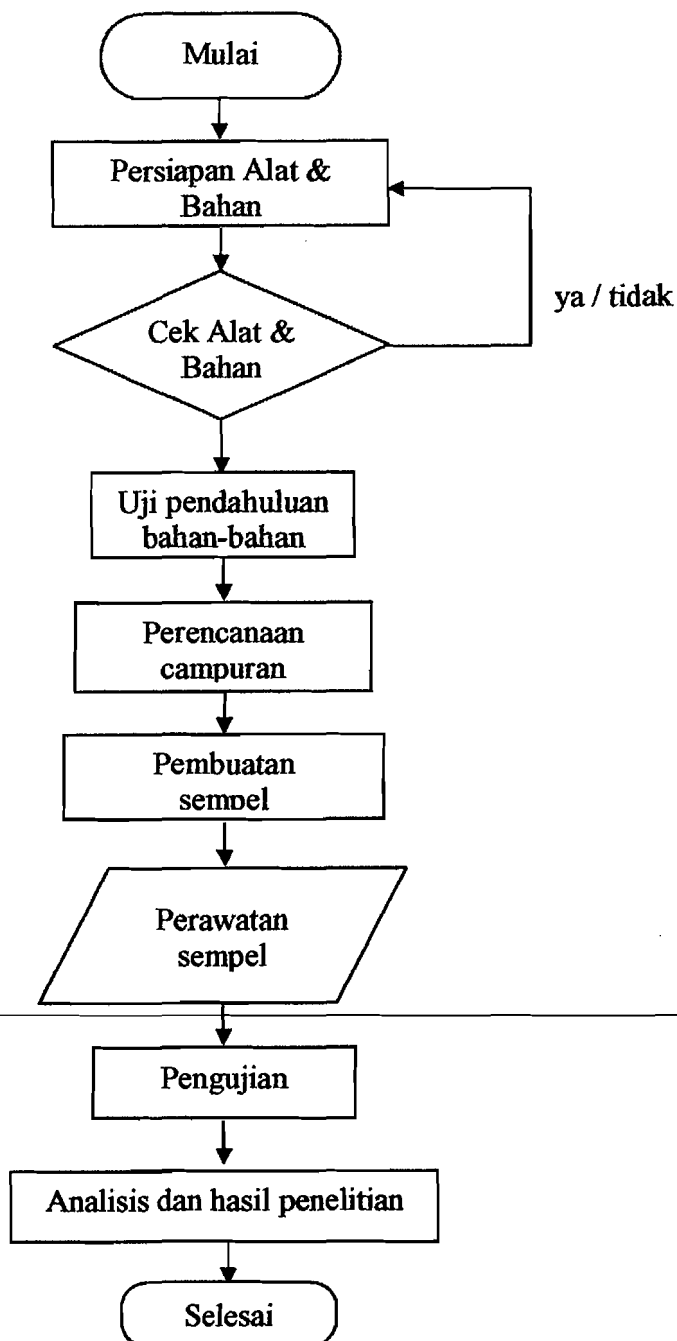 Mulai
Persiapan Alat &
Bahan
ya / tidak
Cek Alat &
Bahan
Uji pendahuluan
bahan-bahan
Perencanaan
campuran
Pembuatan
sempel
Perawatan
sempel
Pengujian
Analisis dan hasil penelitian
Selesai